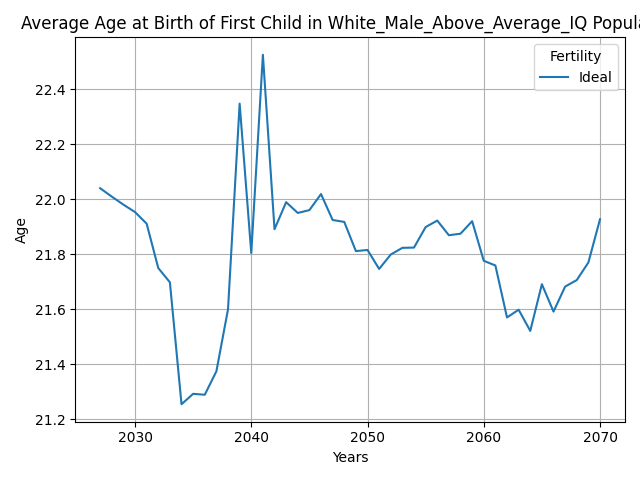 Average Age at Birth of First Child in White_Male_Above_Average_IQ Popula
Fertility
Ideal
22.4
22.2
22.0
21.8
21.6
21.4
21.2
Age
2030 2040 2050 2060 2070
Years